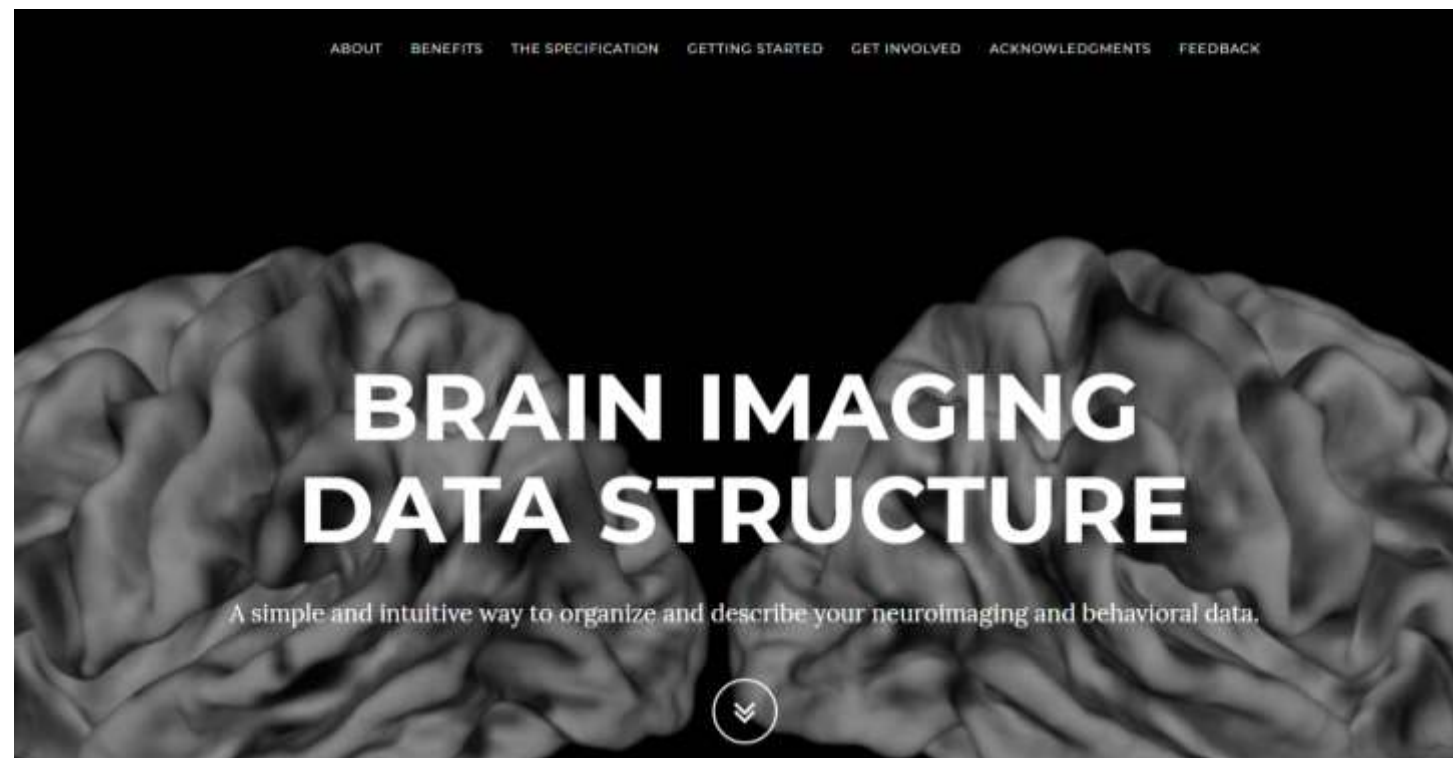 ABOUT BENEFITS THE SPECIFICATION GETTING STARTED GET INVOLVED ACKNOWLEDGMENTS FEEDBACK
BRAIN IMAGING
DATA STRUCTURE
A simple and intuitive way to organize and describe your neuroimaging and behavioral data.